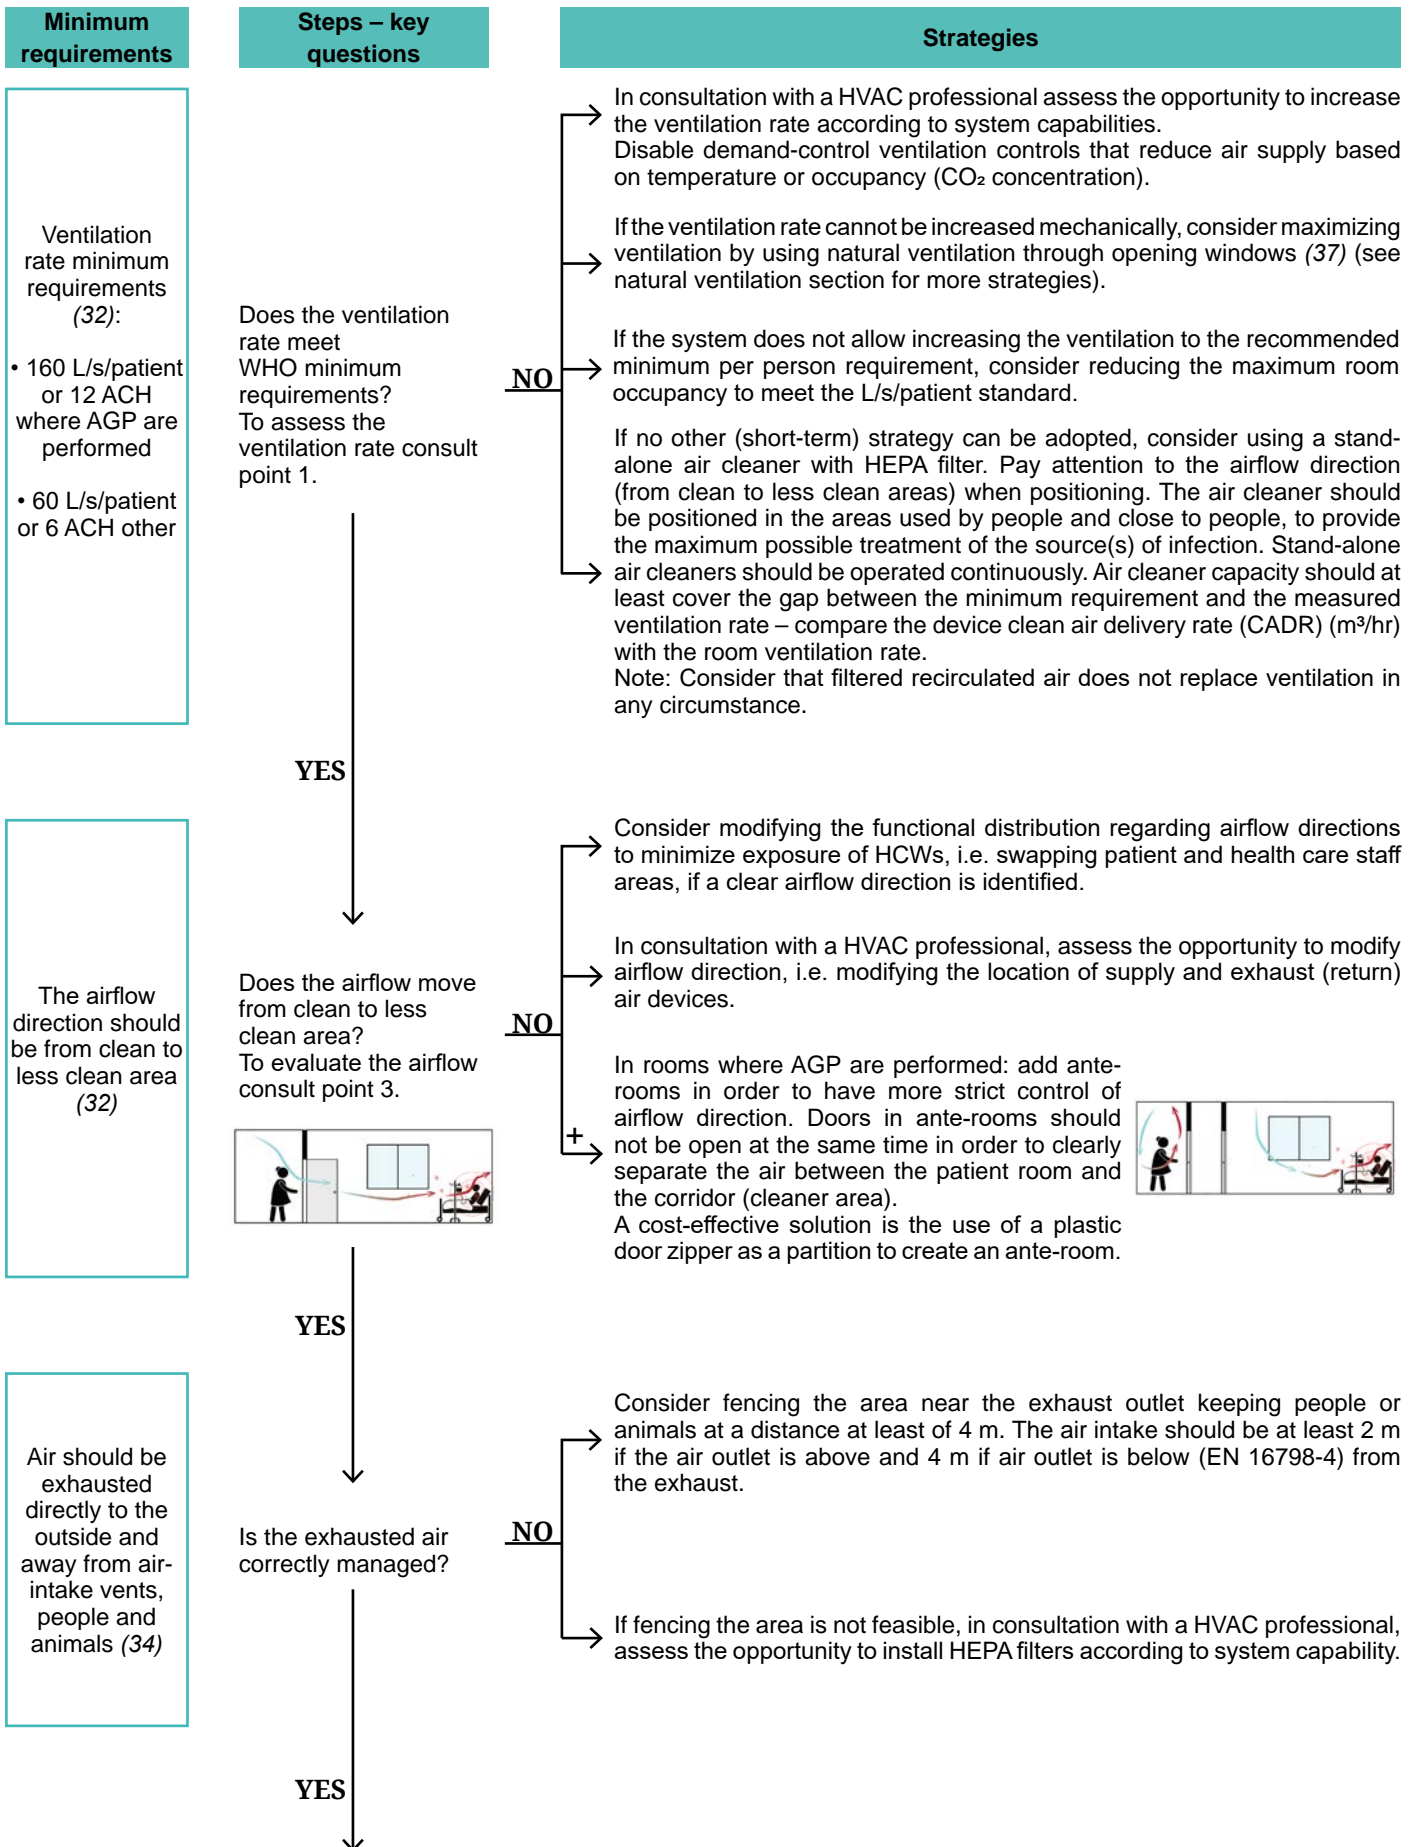 Minimum
requirements
Steps – key
questions
Strategies
Ventilation
rate minimum
requirements
(32):
• 160 L/s/patient
or 12 ACH
where AGP are
performed
• 60 L/s/patient
or 6 ACH other
Does the ventilation
rate meet
WHO minimum
requirements?
To assess the
ventilation rate consult
point 1.
NO
In consultation with a HVAC professional assess the opportunity to increase
the ventilation rate according to system capabilities.
Disable demand-control ventilation controls that reduce air supply based
on temperature or occupancy (CO₂ concentration).
If the ventilation rate cannot be increased mechanically, consider maximizing
ventilation by using natural ventilation through opening windows (37) (see
natural ventilation section for more strategies).
If the system does not allow increasing the ventilation to the recommended
minimum per person requirement, consider reducing the maximum room
occupancy to meet the L/s/patient standard.
If no other (short-term) strategy can be adopted, consider using a stand-
alone air cleaner with HEPA filter. Pay attention to the airflow direction
(from clean to less clean areas) when positioning. The air cleaner should
be positioned in the areas used by people and close to people, to provide
the maximum possible treatment of the source(s) of infection. Stand-alone
air cleaners should be operated continuously. Air cleaner capacity should at
least cover the gap between the minimum requirement and the measured
ventilation rate – compare the device clean air delivery rate (CADR) (m³/hr)
with the room ventilation rate.
Note: Consider that filtered recirculated air does not replace ventilation in
any circumstance.
YES
The airflow
direction should
be from clean to
less clean area
(32)
Does the airflow move
from clean to less
clean area?
To evaluate the airflow
consult point 3.
NO
Consider modifying the functional distribution regarding airflow directions
to minimize exposure of HCWs, i.e. swapping patient and health care staff
areas, if a clear airflow direction is identified.
In consultation with a HVAC professional, assess the opportunity to modify
airflow direction, i.e. modifying the location of supply and exhaust (return)
air devices.
+
In rooms where AGP are performed: add ante-
rooms in order to have more strict control of
airflow direction. Doors in ante-rooms should
not be open at the same time in order to clearly
separate the air between the patient room and
the corridor (cleaner area).
A cost-effective solution is the use of a plastic
door zipper as a partition to create an ante-room.
YES
Air should be
exhausted
directly to the
outside and
away from air-
intake vents,
people and
animals (34)
Is the exhausted air
correctly managed?
NO
Consider fencing the area near the exhaust outlet keeping people or
animals at a distance at least of 4 m. The air intake should be at least 2 m
if the air outlet is above and 4 m if air outlet is below (EN 16798-4) from
the exhaust.
If fencing the area is not feasible, in consultation with a HVAC professional,
assess the opportunity to install HEPA filters according to system capability.
YES